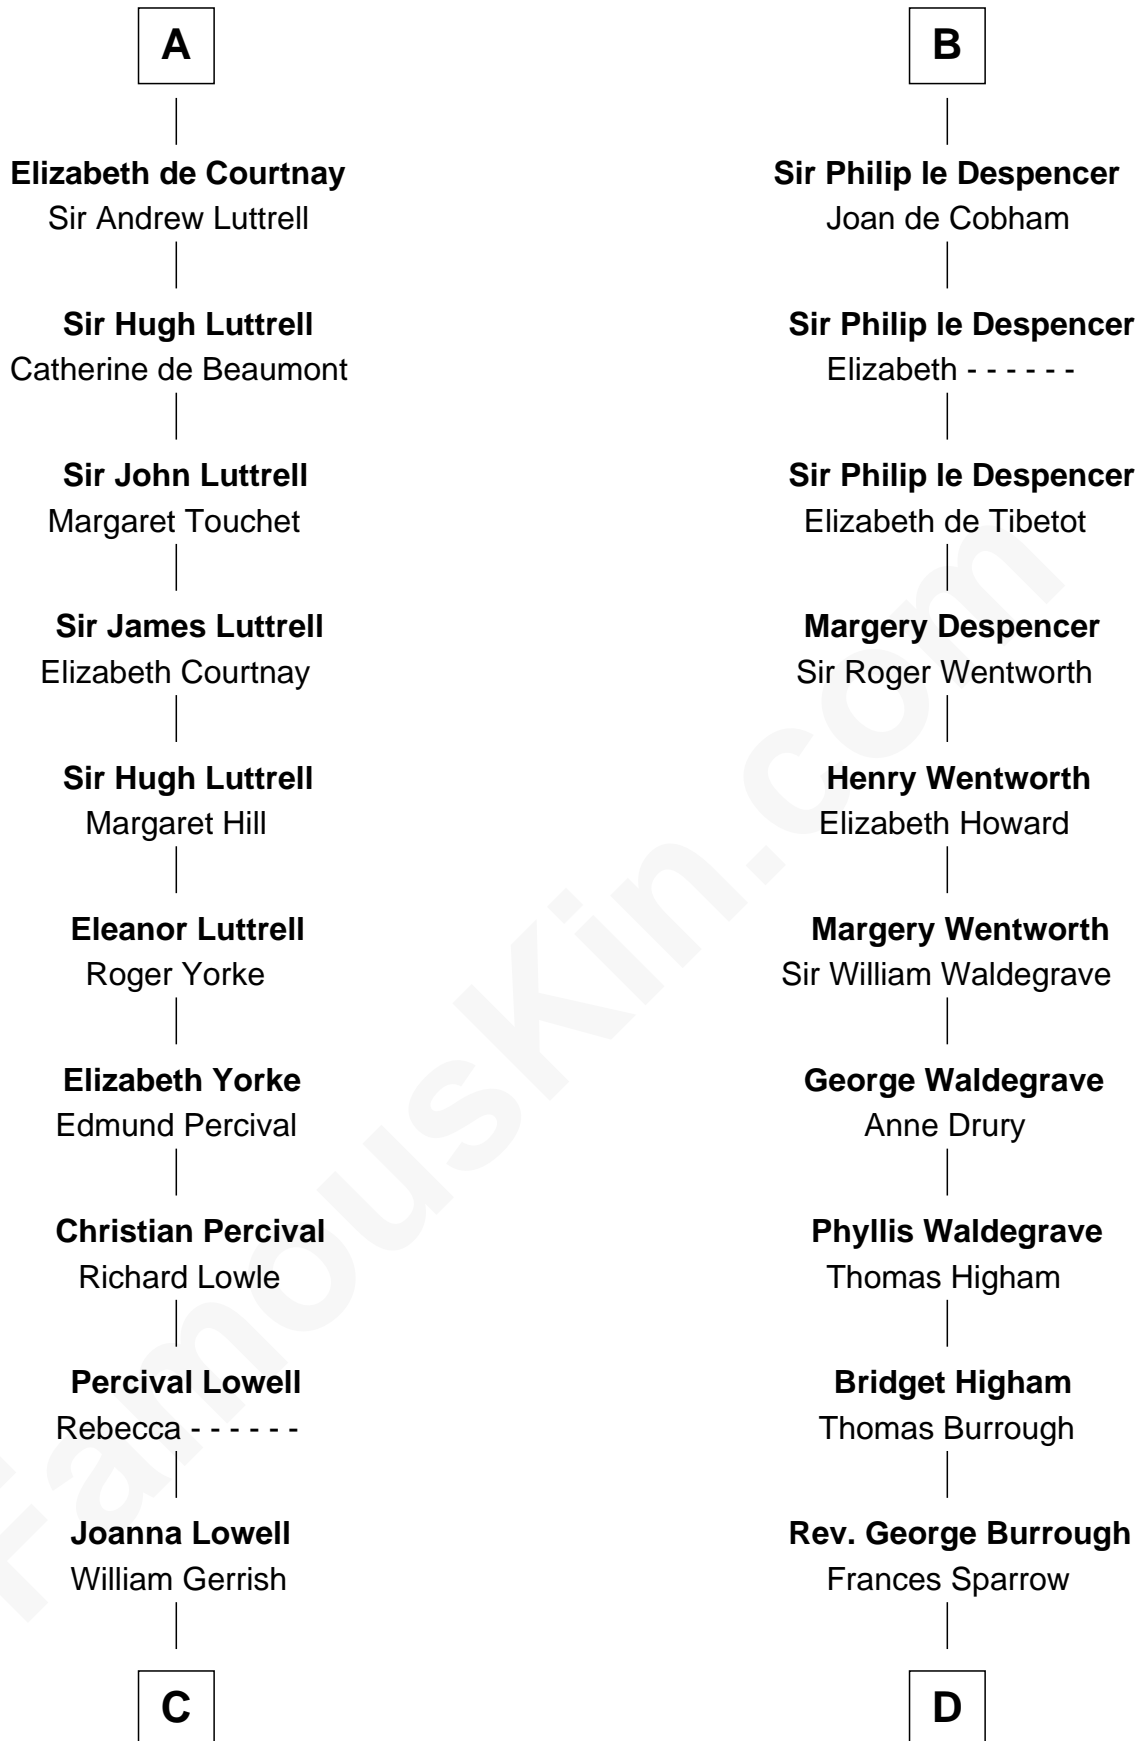 A
Elizabeth de Courtnay
Sir Andrew Luttrell
Sir Hugh Luttrell
Catherine de Beaumont
Sir John Luttrell
Margaret Touchet
Sir James Luttrell
Elizabeth Courtnay
Sir Hugh Luttrell
Margaret Hill
Eleanor Luttrell
Roger Yorke
Elizabeth Yorke
Edmund Percival
Christian Percival
Richard Lowle
Percival Lowell
Rebecca - - - - - -
Joanna Lowell
William Gerrish
C
B
Sir Philip le Despencer
Joan de Cobham
Sir Philip le Despencer
Elizabeth - - - - - -
Sir Philip le Despencer
Elizabeth de Tibetot
Margery Despencer
Sir Roger Wentworth
Henry Wentworth
Elizabeth Howard
Margery Wentworth
Sir William Waldegrave
George Waldegrave
Anne Drury
Phyllis Waldegrave
Thomas Higham
Bridget Higham
Thomas Burrough
Rev. George Burrough
Frances Sparrow
D
FamousKin.com